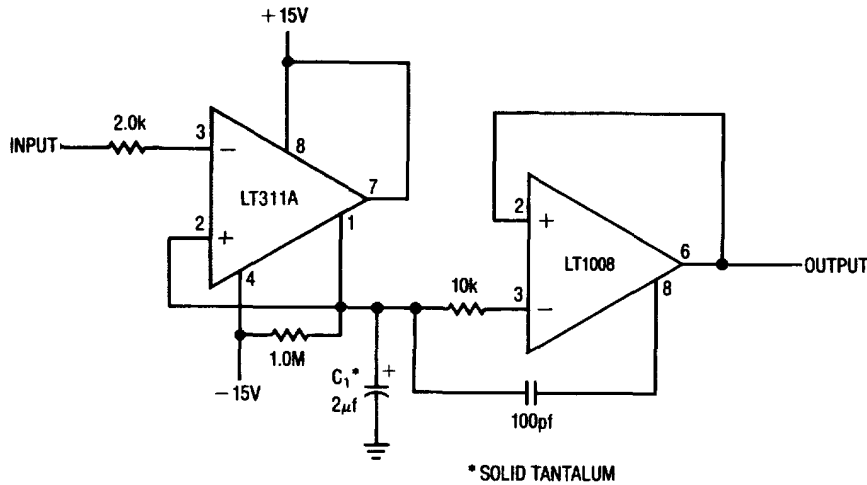 +15V
2.0k
INPUT
3
−
8
LT311A
7
2
+
1
4
1.0M
−15V
C1*
+
2µf
10k
2
+
LT1008
6
OUTPUT
3
−
8
100pf
* SOLID TANTALUM